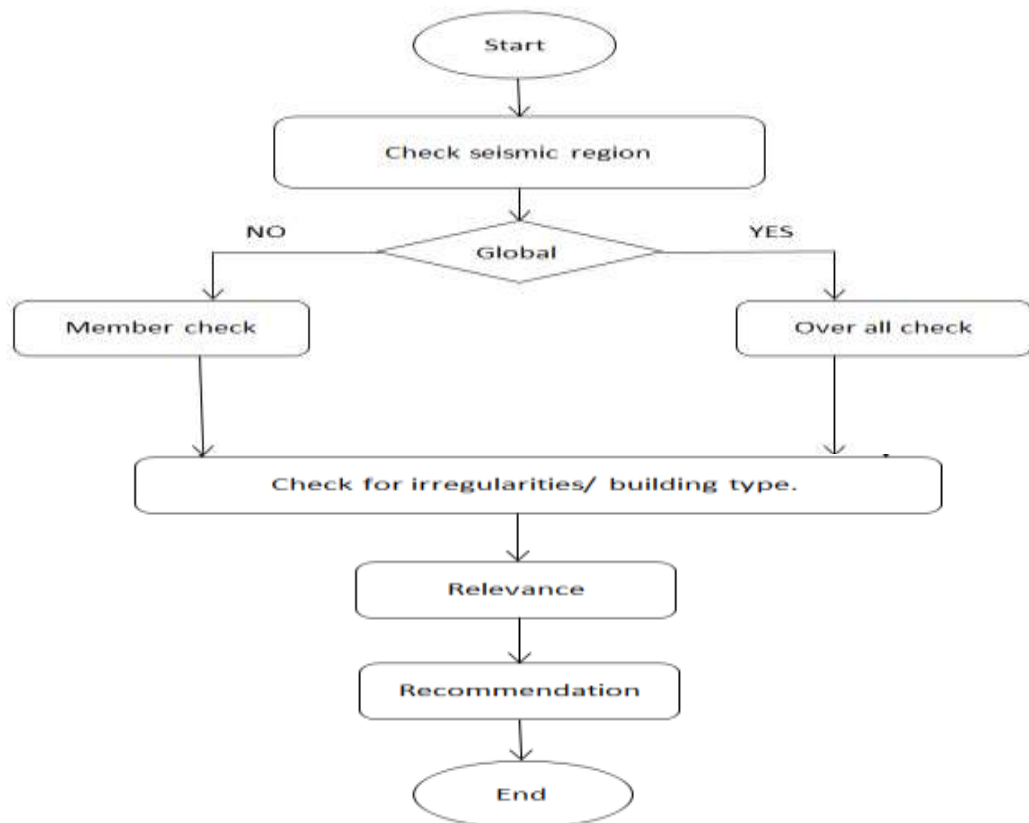 Start
Check seismic region
NO
YES
Global
Member check
Over all check
Check for irregularities/ building type.
Relevance
Recommendation
End